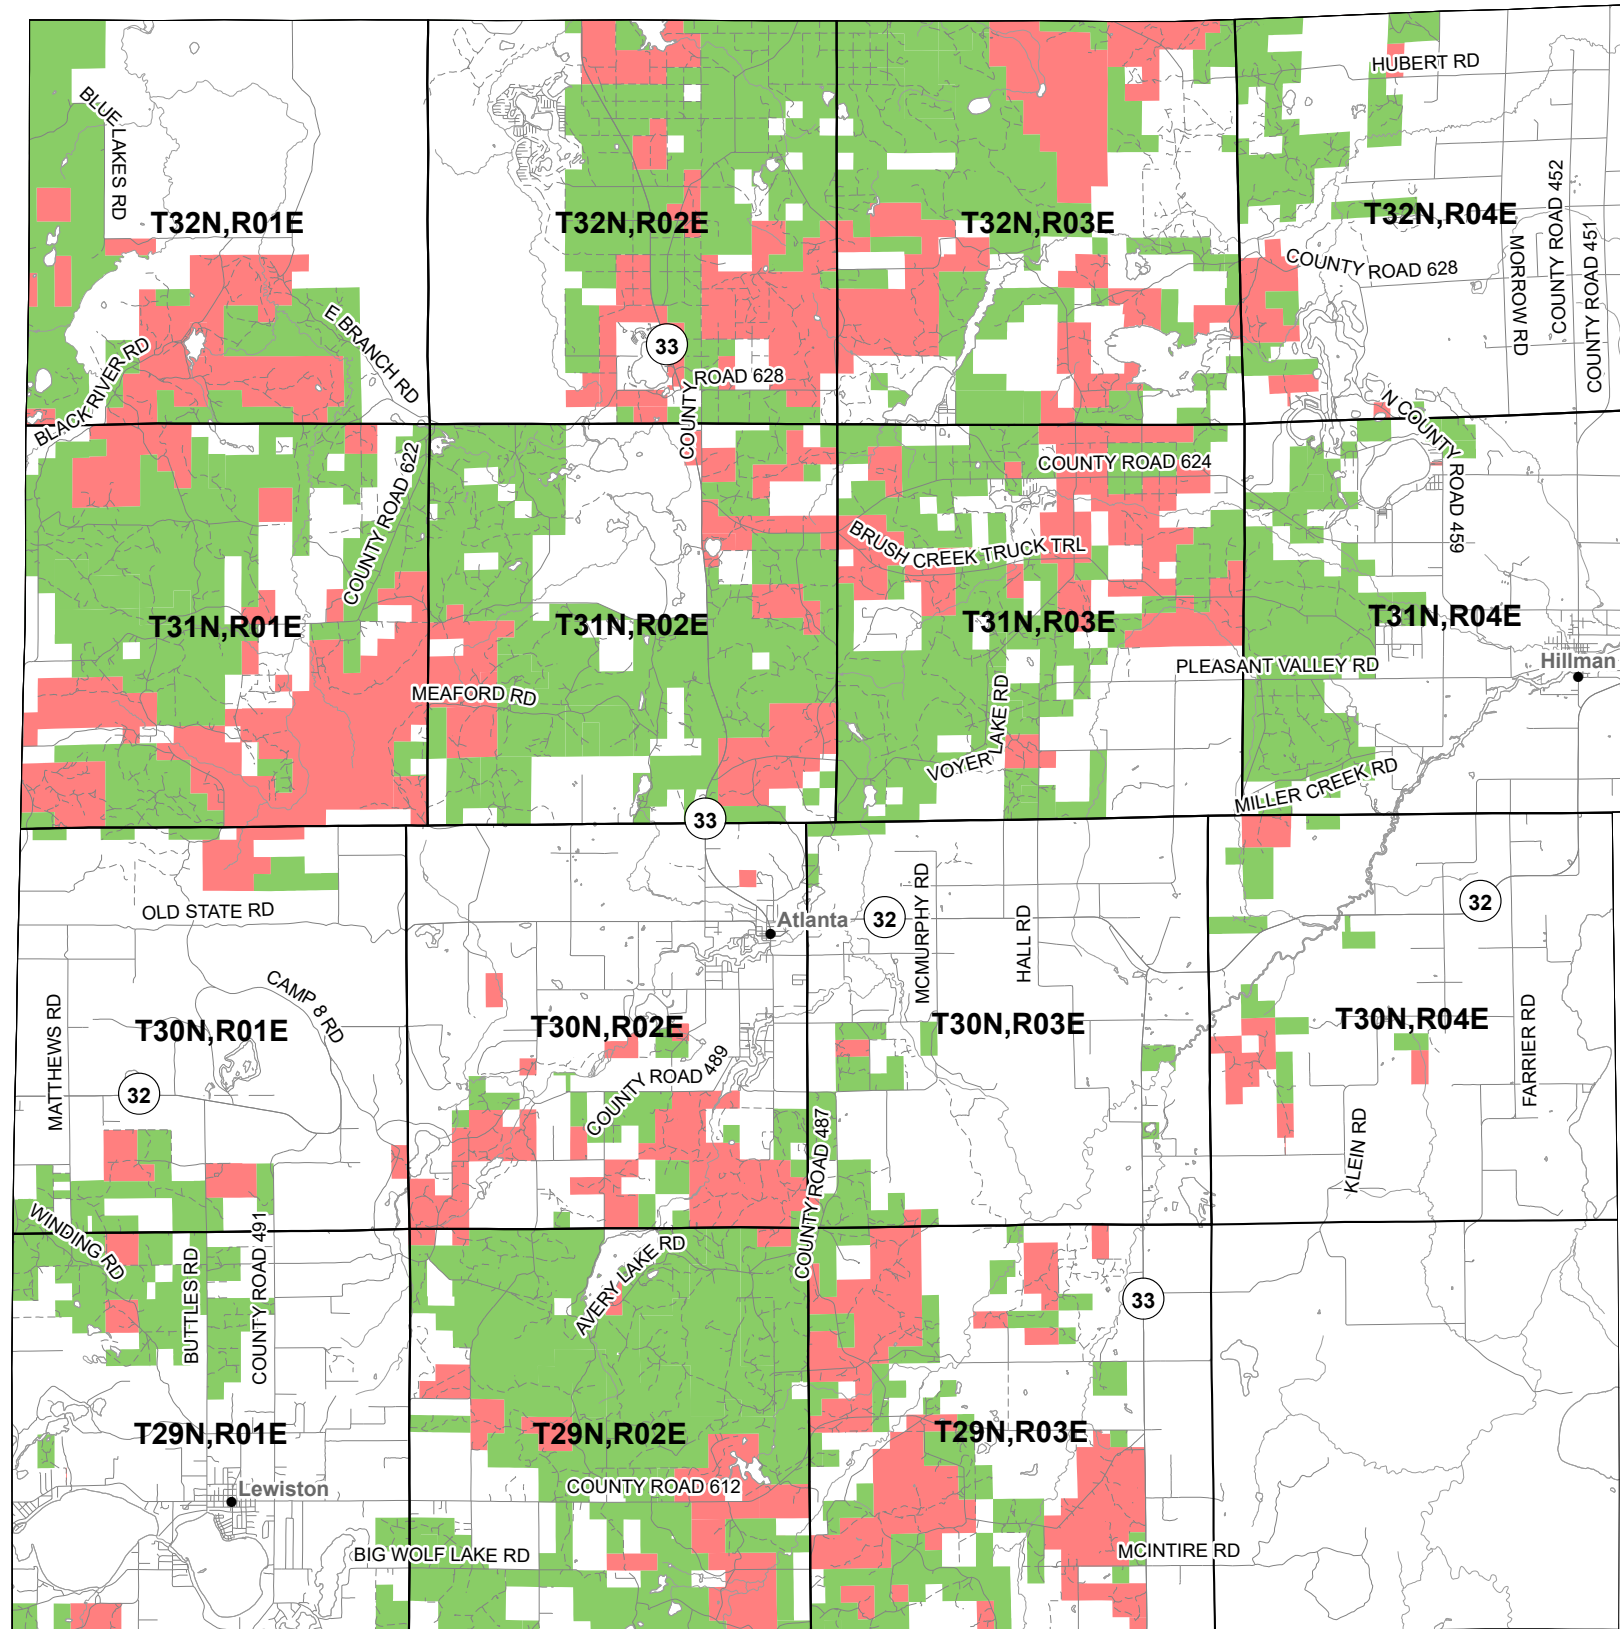 HUBERT RD
BLUE LAKES RD
T32N,R01E
T32N,R02E
T32N,R03E
T32N,R04E
COUNTY ROAD 452
COUNTY ROAD 451
MORROW RD
COUNTY ROAD 628
E BRANCH RD
BLACK RIVER RD
33
COUNTY ROAD 628
N COUNTY ROAD 459
COUNTY ROAD 622
COUNTY ROAD 624
BRUSH CREEK TRUCK TRL
T31N,R01E
T31N,R02E
T31N,R03E
T31N,R04E
Hillman
PLEASANT VALLEY RD
MEAFORD RD
VOYER LAKE RD
MILLER CREEK RD
33
OLD STATE RD
Atlanta
32
MCMURPHY RD
HALL RD
32
MATTHEWS RD
CAMP 8 RD
T30N,R01E
T30N,R02E
T30N,R03E
T30N,R04E
FARRIER RD
32
COUNTY ROAD 489
COUNTY ROAD 487
KLEIN RD
WINDING RD
BUTTLES RD
COUNTY ROAD 491
AVERY LAKE RD
33
T29N,R01E
T29N,R02E
T29N,R03E
Lewiston
COUNTY ROAD 612
BIG WOLF LAKE RD
MCINTIRE RD